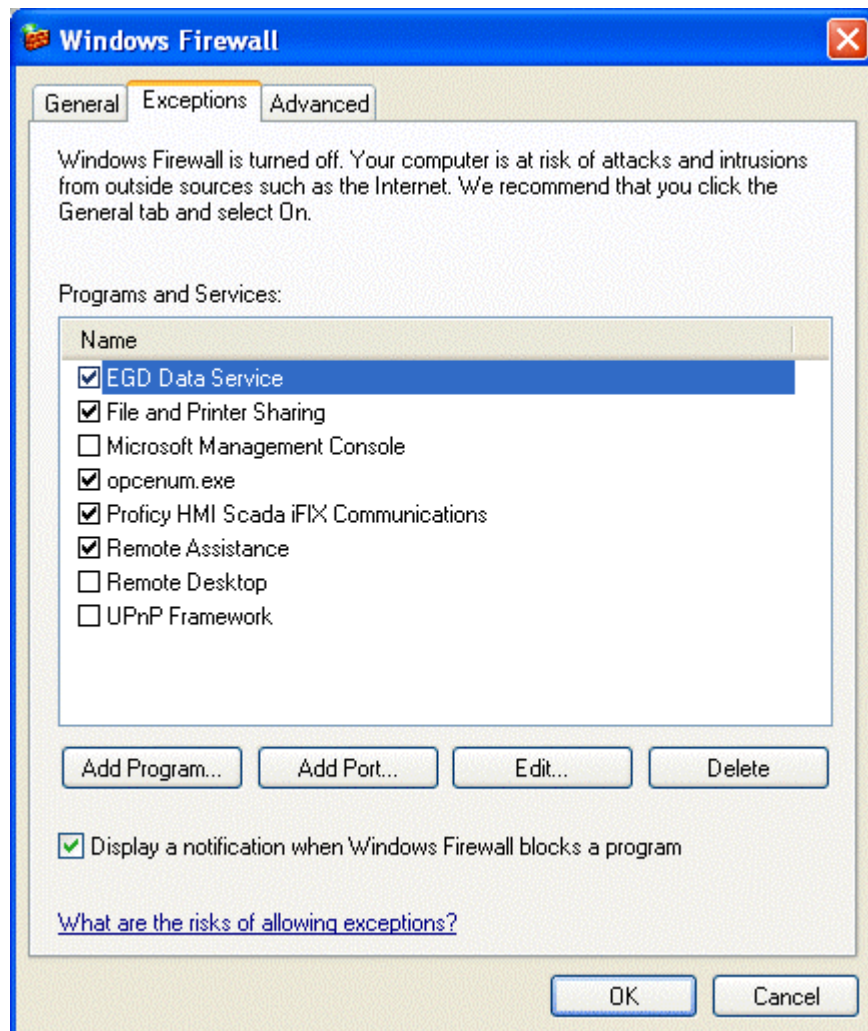 Windows Firewall
General
Exceptions
Advanced
Windows Firewall is turned off. Your computer is at risk of attacks and intrusions
from outside sources such as the Internet. We recommend that you click the
General tab and select On.
Programs and Services:
Name
EGD Data Service
File and Printer Sharing
Microsoft Management Console
opcenum.exe
Proficy HMI Scada iFIX Communications
Remote Assistance
Remote Desktop
UPnP Framework
Add Program...
Add Port...
Edit...
Delete
Display a notification when Windows Firewall blocks a program
What are the risks of allowing exceptions?
OK
Cancel